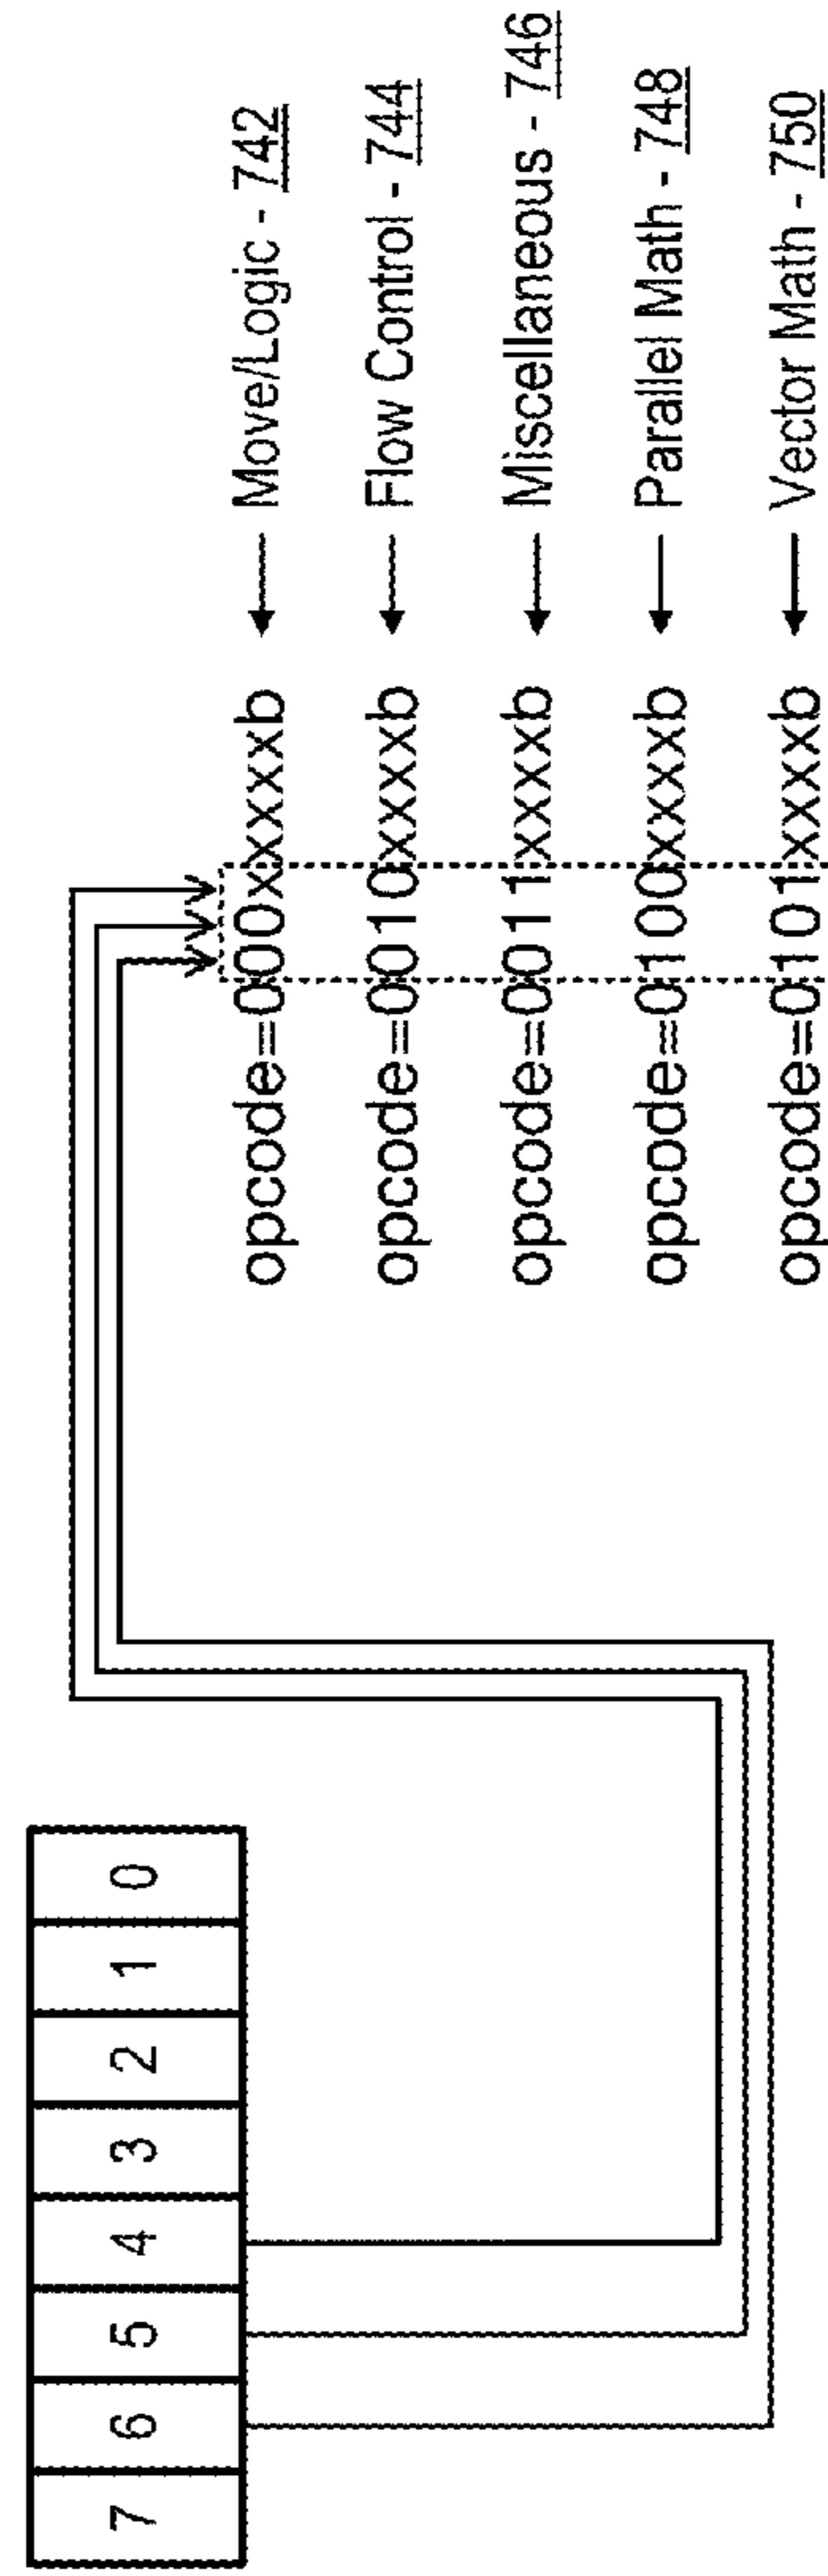 7 6 5 4 3 2 1 0
opcode=000xxxxxb ← Move/Logic - 742
opcode=0010xxxxb ← Flow Control - 744
opcode=0011xxxxb ← Miscellaneous - 746
opcode=0100xxxxb ← Parallel Math - 748
opcode=0101xxxxb ← Vector Math - 750